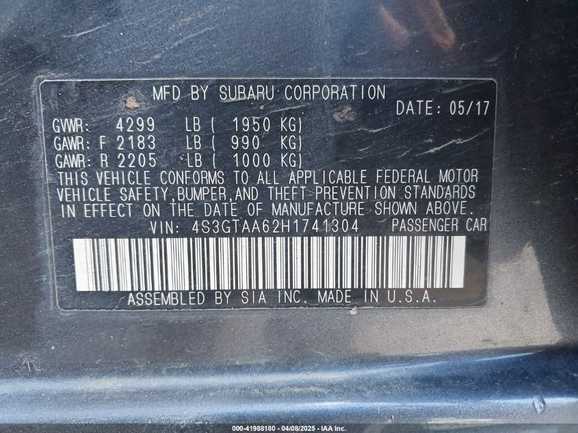 MFD BY SUBARU CORPORATION
DATE: 05/17
GVWR: 4299 LB ( 1950 KG)
GAWR: F 2183 LB ( 990 KG)
GAWR: R 2205 LB ( 1000 KG)
THIS VEHICLE CONFORMS TO ALL APPLICABLE FEDERAL MOTOR
VEHICLE SAFETY,BUMPER,AND THEFT PREVENTION STANDARDS
IN EFFECT ON THE DATE OF MANUFACTURE SHOWN ABOVE.
VIN: 4S3GTAA62H1741304 PASSENGER CAR
ASSEMBLED BY SIA INC. MADE IN U.S.A.
000-41988180 - 04/08/2025 - IAA Inc.